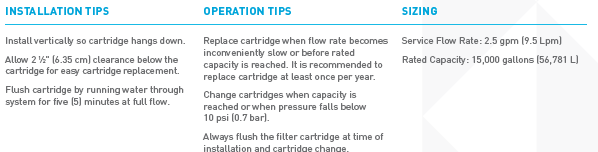 INSTALLATION TIPS
Install vertically so cartridge hangs down.
Allow 2 ½" (6.35 cm) clearance below the
cartridge for easy cartridge replacement.
Flush cartridge by running water through
system for five (5) minutes at full flow.
OPERATION TIPS
Replace cartridge when flow rate becomes
inconveniently slow or before rated
capacity is reached. It is recommended to
replace cartridge at least once per year.
Change cartridges when capacity is
reached or when pressure falls below
10 psi (0.7 bar).
Always flush the filter cartridge at time of
installation and cartridge change.
SIZING
Service Flow Rate: 2.5 gpm (9.5 Lpm)
Rated Capacity: 15,000 gallons (56,781 L)